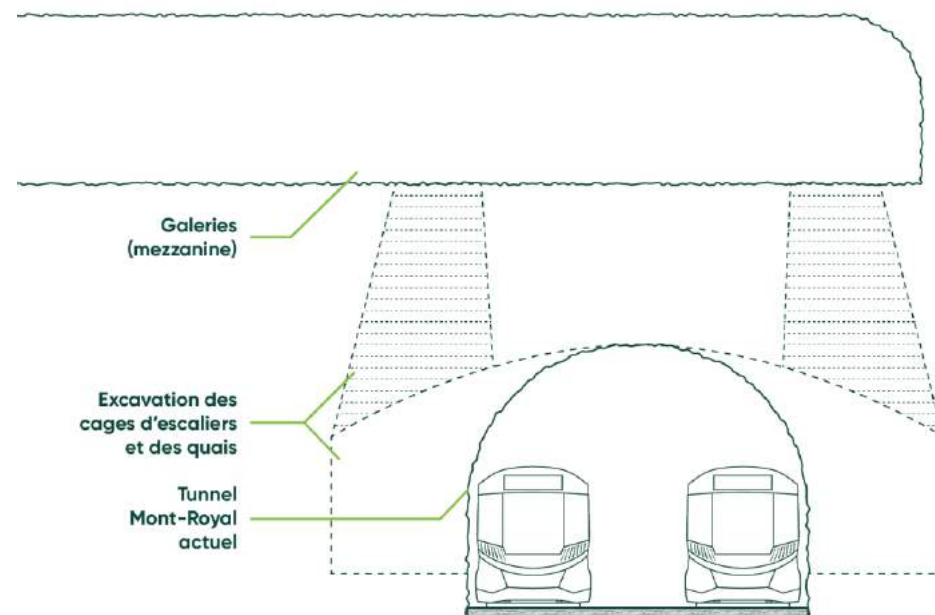 Galeries
(mezzanine)
Excavation des
cages d'escaliers
et des quais
Tunnel
Mont-Royal
actuel